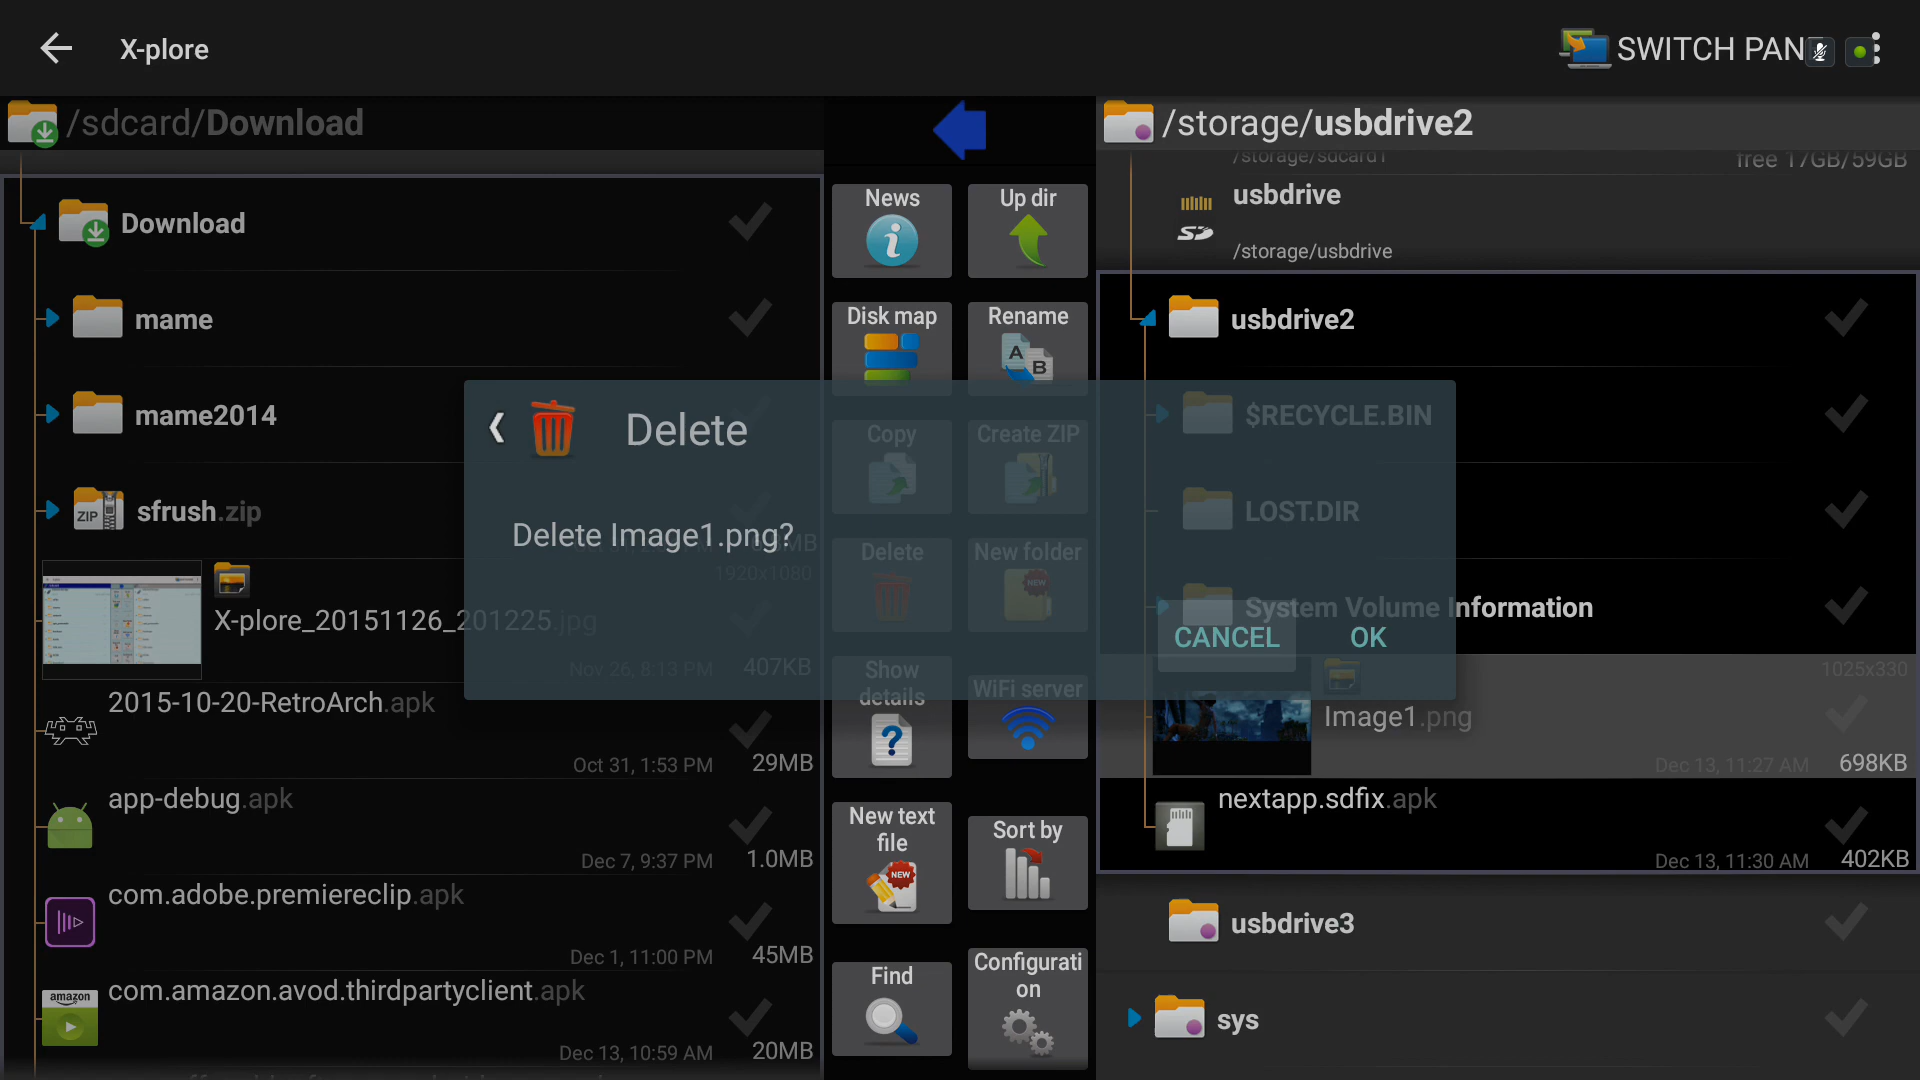 X-plore
SWITCH PAN
/sdcard/Download
Download
mame
mame2014
sfrush.zip
ZIP
1920x1080
X-plore_20151126_201225.jpg
Nov 26, 8:13 PM
407KB
2015-10-20-RetroArch.apk
Oct 31, 1:53 PM
29MB
app-debug.apk
Dec 7, 9:37 PM
1.0MB
com.adobe.premiereclip.apk
Dec 1, 11:00 PM
45MB
amazon
com.amazon.avod.thirdpartyclient.apk
Dec 13, 10:59 AM
20MB
News
Up dir
Disk map
Rename
A
B
Copy
Create ZIP
Delete
New folder
NEW
Show
details
WiFi server
New text
file
NEW
Sort by
Find
Configurati
on
Delete
Delete Image1.png?
CANCEL
OK
/storage/usbdrive2
/storage/sdcard1
free 17GB/59GB
usbdrive
/storage/usbdrive
usbdrive2
$RECYCLE.BIN
LOST.DIR
System Volume Information
1025x330
Image1.png
Dec 13, 11:27 AM
698KB
nextapp.sdfix.apk
Dec 13, 11:30 AM
402KB
usbdrive3
sys